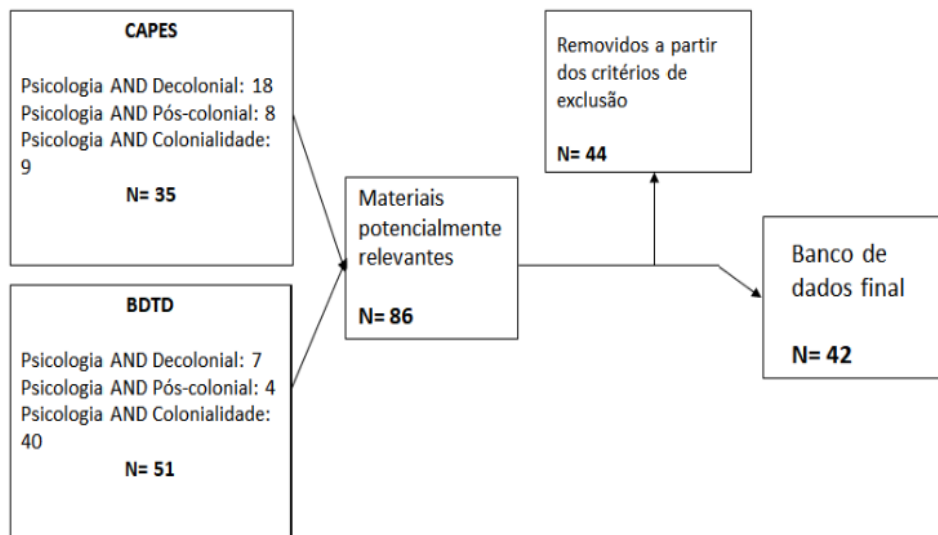 CAPES
Psicologia AND Decolonial: 18
Psicologia AND Pós-colonial: 8
Psicologia AND Colonialidade:
9
N= 35
BDTD
Psicologia AND Decolonial: 7
Psicologia AND Pós-colonial: 4
Psicologia AND Colonialidade:
40
N= 51
Materiais
potencialmente
relevantes
N= 86
Removidos a partir
dos critérios de
exclusão
N= 44
Banco de
dados final
N= 42